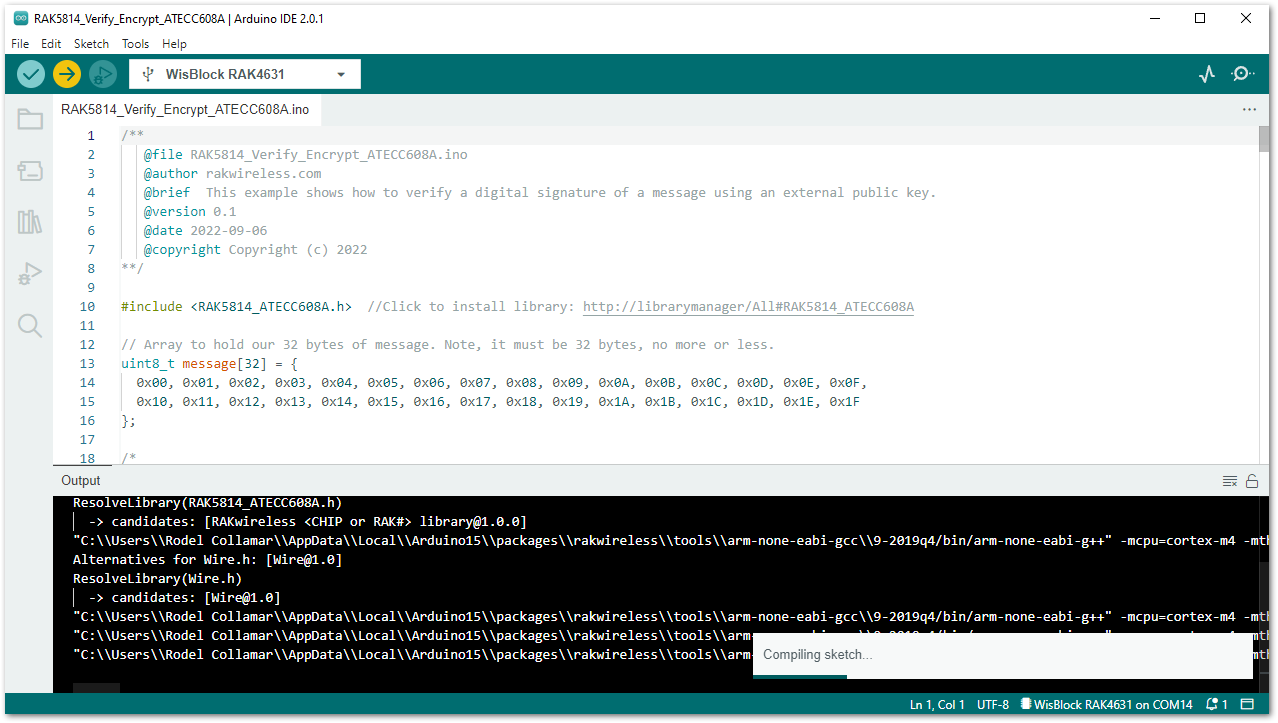 RAK5814_Verify_Encrypt_ATECC608A | Arduino IDE 2.0.1
File Edit Sketch Tools Help
WisBlock RAK4631
RAK5814_Verify_Encrypt_ATECC608A.ino
1 /**
2 @file RAK5814_Verify_Encrypt_ATECC608A.ino
3 @author rakwireless.com
4 @brief  This example shows how to verify a digital signature of a message using an external public key.
5 @version 0.1
6 @date 2022-09-06
7 @copyright Copyright (c) 2022
8 **/
9
10 #include <RAK5814_ATECC608A.h>  //Click to install library: http://librarymanager/All#RAK5814_ATECC608A
11
12 // Array to hold our 32 bytes of message. Note, it must be 32 bytes, no more or less.
13 uint8_t message[32] = {
14 0x00, 0x01, 0x02, 0x03, 0x04, 0x05, 0x06, 0x07, 0x08, 0x09, 0x0A, 0x0B, 0x0C, 0x0D, 0x0E, 0x0F,
15 0x10, 0x11, 0x12, 0x13, 0x14, 0x15, 0x16, 0x17, 0x18, 0x19, 0x1A, 0x1B, 0x1C, 0x1D, 0x1E, 0x1F
16 };
17
18 /*
Output
ResolveLibrary(RAK5814_ATECC608A.h)
-> candidates: [RAKwireless <CHIP or RAK#> library@1.0.0]
"C:\\Users\\Rodel Collamar\\AppData\\Local\\Arduino15\\packages\\rakwireless\\tools\\arm-none-eabi-gcc\\9-2019q4/bin/arm-none-eabi-g++" -mcpu=cortex-m4 -mth
Alternatives for Wire.h: [Wire@1.0]
ResolveLibrary(Wire.h)
-> candidates: [Wire@1.0]
"C:\\Users\\Rodel Collamar\\AppData\\Local\\Arduino15\\packages\\rakwireless\\tools\\arm-none-eabi-gcc\\9-2019q4/bin/arm-none-eabi-g++" -mcpu=cortex-m4 -mth
"C:\\Users\\Rodel Collamar\\AppData\\Local\\Arduino15\\packages\\rakwireless\\tools\\arm-
"C:\\Users\\Rodel Collamar\\AppData\\Local\\Arduino15\\packages\\rakwireless\\tools\\arm-
Compiling sketch...
Ln 1, Col 1 UTF-8 WisBlock RAK4631 on COM14 1